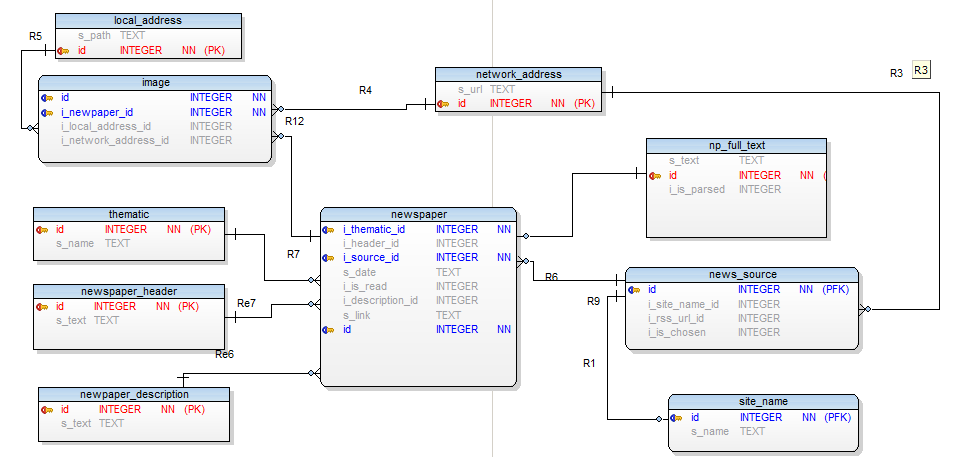 local_address
s_path TEXT
id INTEGER NN (PK)
R5
image
id INTEGER NN
i_newpaper_id INTEGER NN
i_local_address_id INTEGER
i_network_address_id INTEGER
R4
R12
network_address
s_url TEXT
id INTEGER NN (PK)
R3
R3
np_full_text
s_text TEXT
id INTEGER NN (
i_is_parsed INTEGER
thematic
id INTEGER NN (PK)
s_name TEXT
R7
newspaper
i_thematic_id INTEGER NN
i_header_id INTEGER
i_source_id INTEGER NN
s_date TEXT
i_is_read INTEGER
i_description_id INTEGER
s_link TEXT
id INTEGER NN
R6
news_source
id INTEGER NN (PFK)
i_site_name_id INTEGER
i_rss_url_id INTEGER
i_is_chosen INTEGER
R9
newspaper_header
id INTEGER NN (PK)
s_text TEXT
Re7
Re6
R1
newpaper_description
id INTEGER NN (PK)
s_text TEXT
site_name
id INTEGER NN (PFK)
s_name TEXT